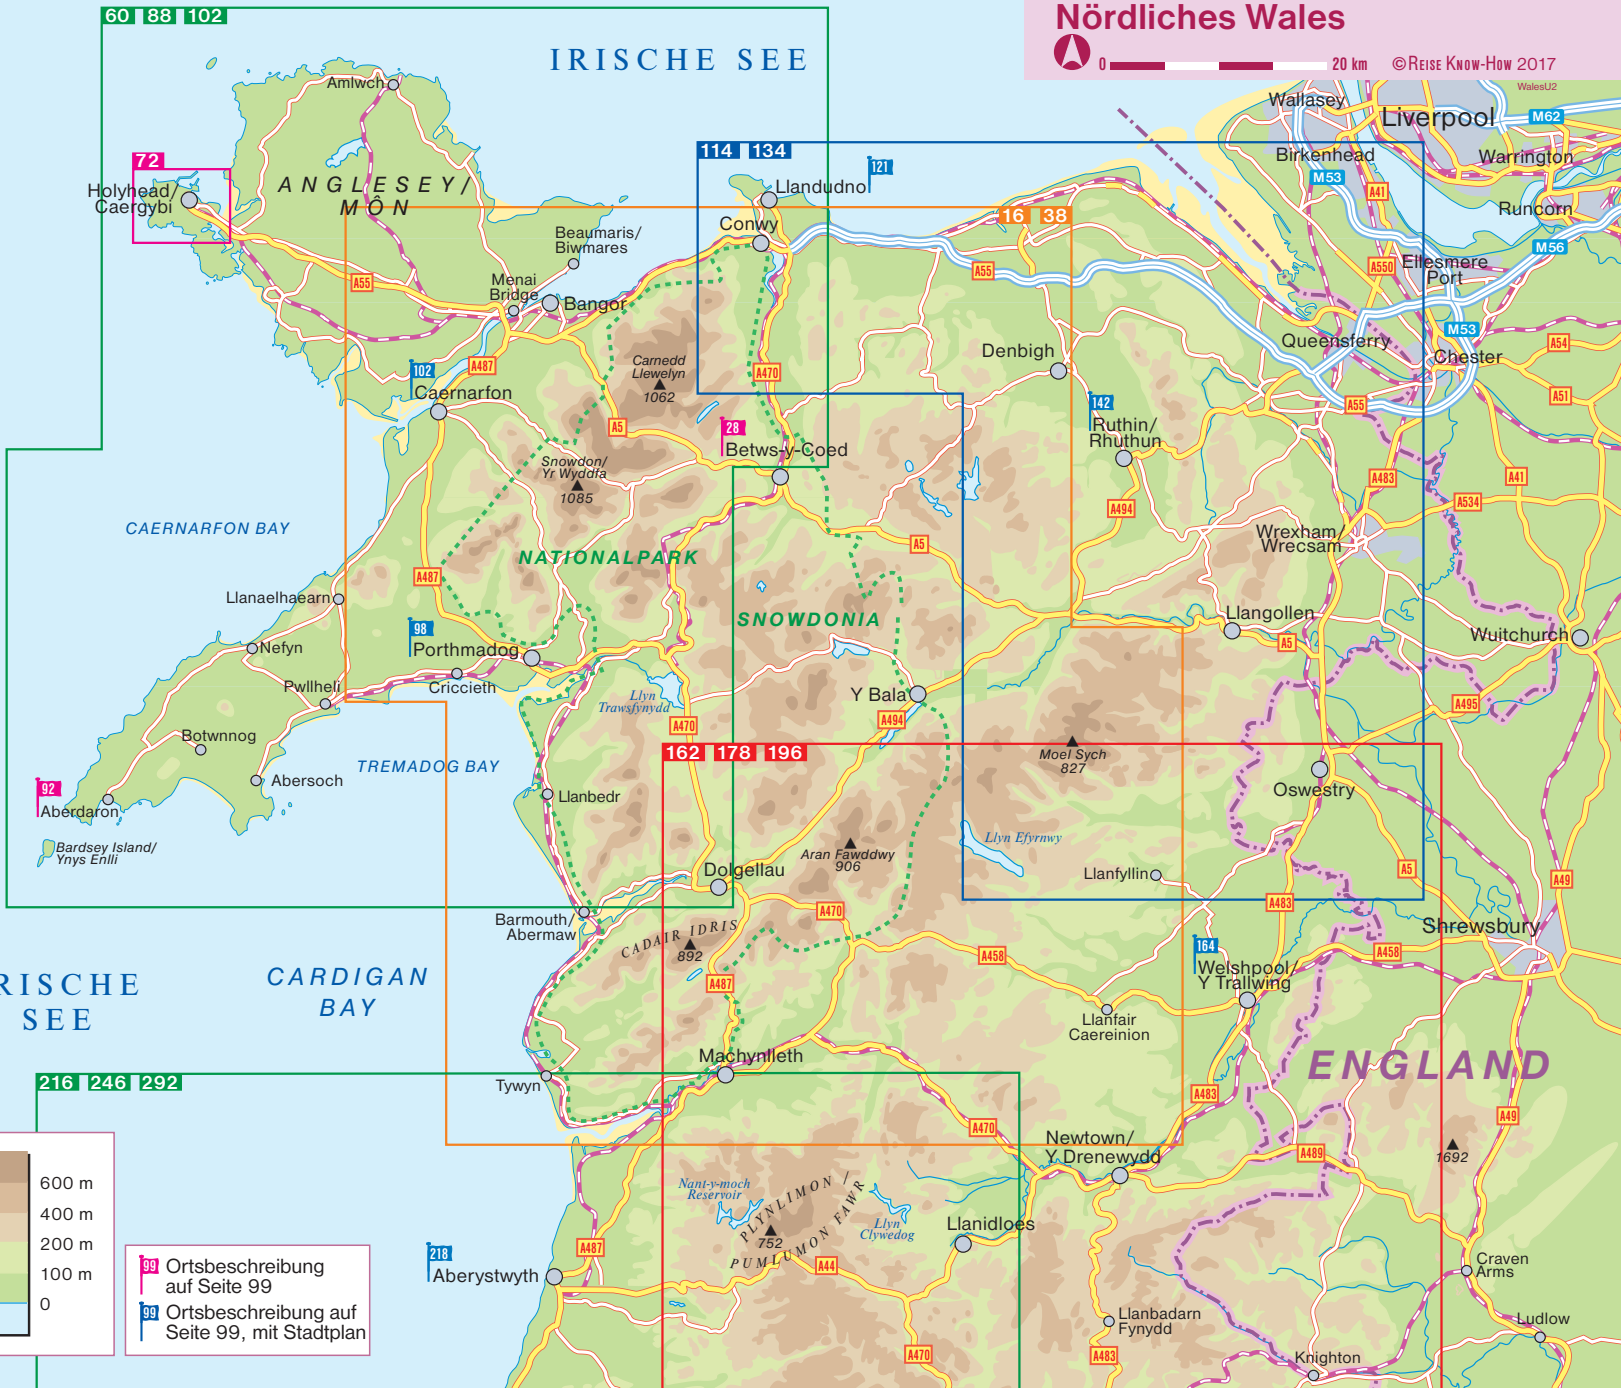 60 88 102
Nördliches Wales
0 20 km
©REISE KNOW-HOW 2017
WalesU2
IRISCHE SEE
Amlwch
Wallasey
Liverpool
M62
72
114 134
121
Birkenhead
Warrington
M53
A41
ANGLESEY/
MÔN
Holyhead/
Caergybi
Llandudno
16 38
Runcorn
Conwy
Beaumaris/
Biwmares
M56
A55
A55
A550
Ellesmere
Port
Menai
Bridge
Bangor
M53
Queensferry
Chester
A54
Denbigh
Carnedd
Llewelyn
1062
A487
A470
102
Caernarfon
A51
A55
142
Ruthin/
Rhuthun
A5
28
Betws-y-Coed
Snowdon/
Yr Wyddfa
1085
A483
A41
A494
A534
CAERNARFON BAY
Wrexham/
Wrecsam
A5
NATIONALPARK
A487
Llanaelhaearn
SNOWDONIA
Llangollen
98
Porthmadog
A5
Wuitchurch
Nefyn
Pwllheli
Criccieth
Llyn
Trawsfynydd
Y Bala
A495
A494
A470
Botwnnog
162 178 196
Moel Sych
827
TREMADOG BAY
Abersoch
Oswestry
92
Aberdaron
Llanbedr
Bardsey Island/
Ynys Enlli
Aran Fawddwy
906
Llyn Efyrnwy
Dolgellau
Llanfyllin
A5
A49
A483
A470
Barmouth/
Abermaw
Shrewsbury
CADAIR IDRIS
892
164
Welshpool/
Y Trallwing
A458
A458
RISCHE
SEE
CARDIGAN
BAY
A487
Llanfair
Caereinion
Machynlleth
ENGLAND
216 246 292
Tywyn
A483
A49
A470
Newtown/
Y Drenewydd
A489
1692
600 m
400 m
200 m
100 m
0
Nant-y-moch
Reservoir
PLYNLIMON /
PUMLUMON FAWR
752
Llyn
Clywedog
Llanidloes
218
Aberystwyth
A487
A44
Craven
Arms
99 Ortsbeschreibung
auf Seite 99
99 Ortsbeschreibung auf
Seite 99, mit Stadtplan
Llanbadarn
Fynydd
Ludlow
A470
A483
Knighton